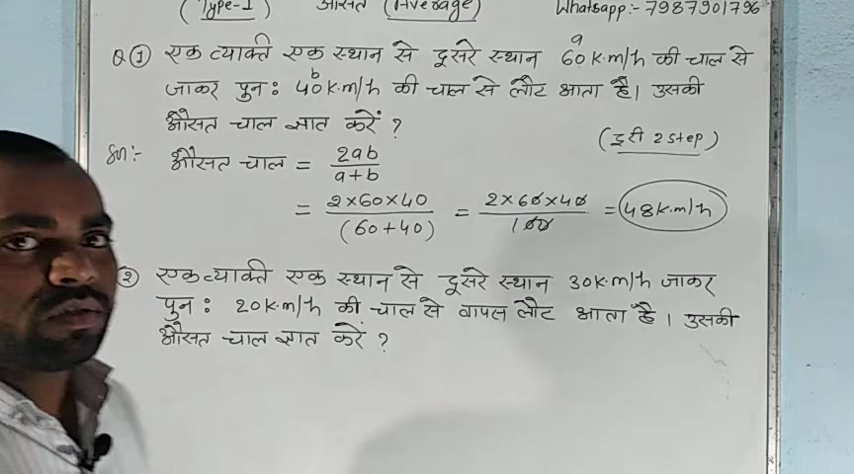 (Type-I) औसत (Average) Whatsapp:- 7987901796
Q ① एक व्यक्ति एक स्थान से दूसरे स्थान 60 k.m/h की चाल से
a
जाकर पुन: 40 k.m/h की चाल से लौट आता है। उसकी
b
औसत चाल ज्ञात करें ?
(दूरी 2 step)
Sol:- औसत चाल = 2ab / a+b
= 2×60×40 / (60+40) = 2×60×40 / 100 = 48 k.m/h
② एक व्यक्ति एक स्थान से दूसरे स्थान 30 k.m/h जाकर
पुन: 20 k.m/h की चाल से वापस लौट आता है। उसकी
औसत चाल ज्ञात करें ?